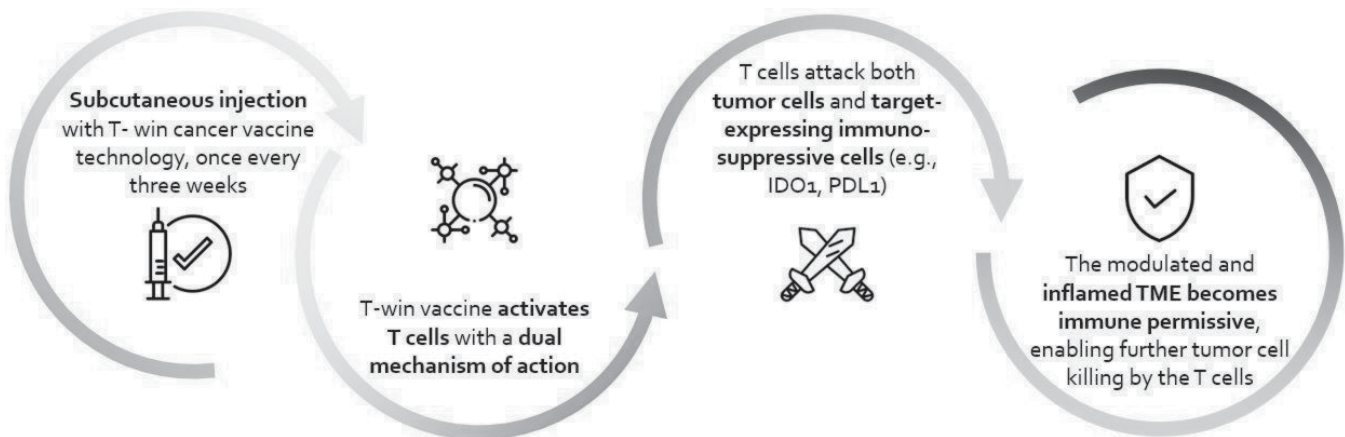 Subcutaneous injection
with T- win cancer vaccine
technology, once every
three weeks
T-win vaccine activates
T cells with a dual
mechanism of action
T cells attack both
tumor cells and target-
expressing immuno-
suppressive cells (e.g.,
IDO1, PDL1)
The modulated and
inflamed TME becomes
immune permissive,
enabling further tumor cell
killing by the T cells